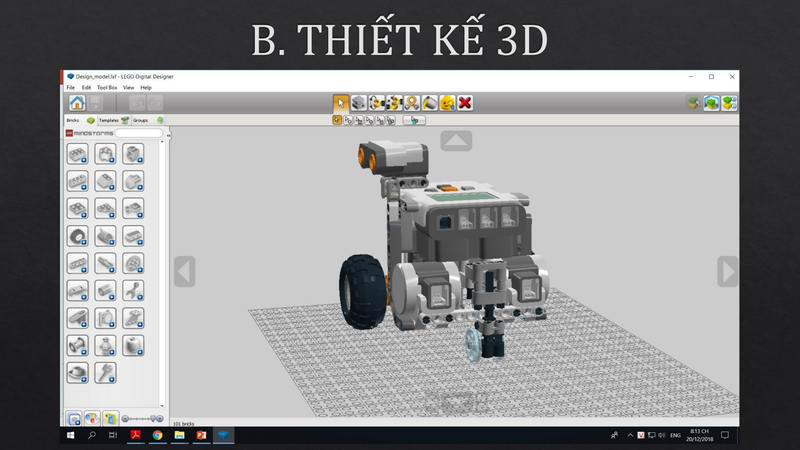 B. THIẾT KẾ 3D
Design_model.lxf - LEGO Digital Designer
File Edit Tool Box View Help
Bricks Templates Groups
MINDSTORMS
101 bricks
ENG
8:13 CH
20/12/2018